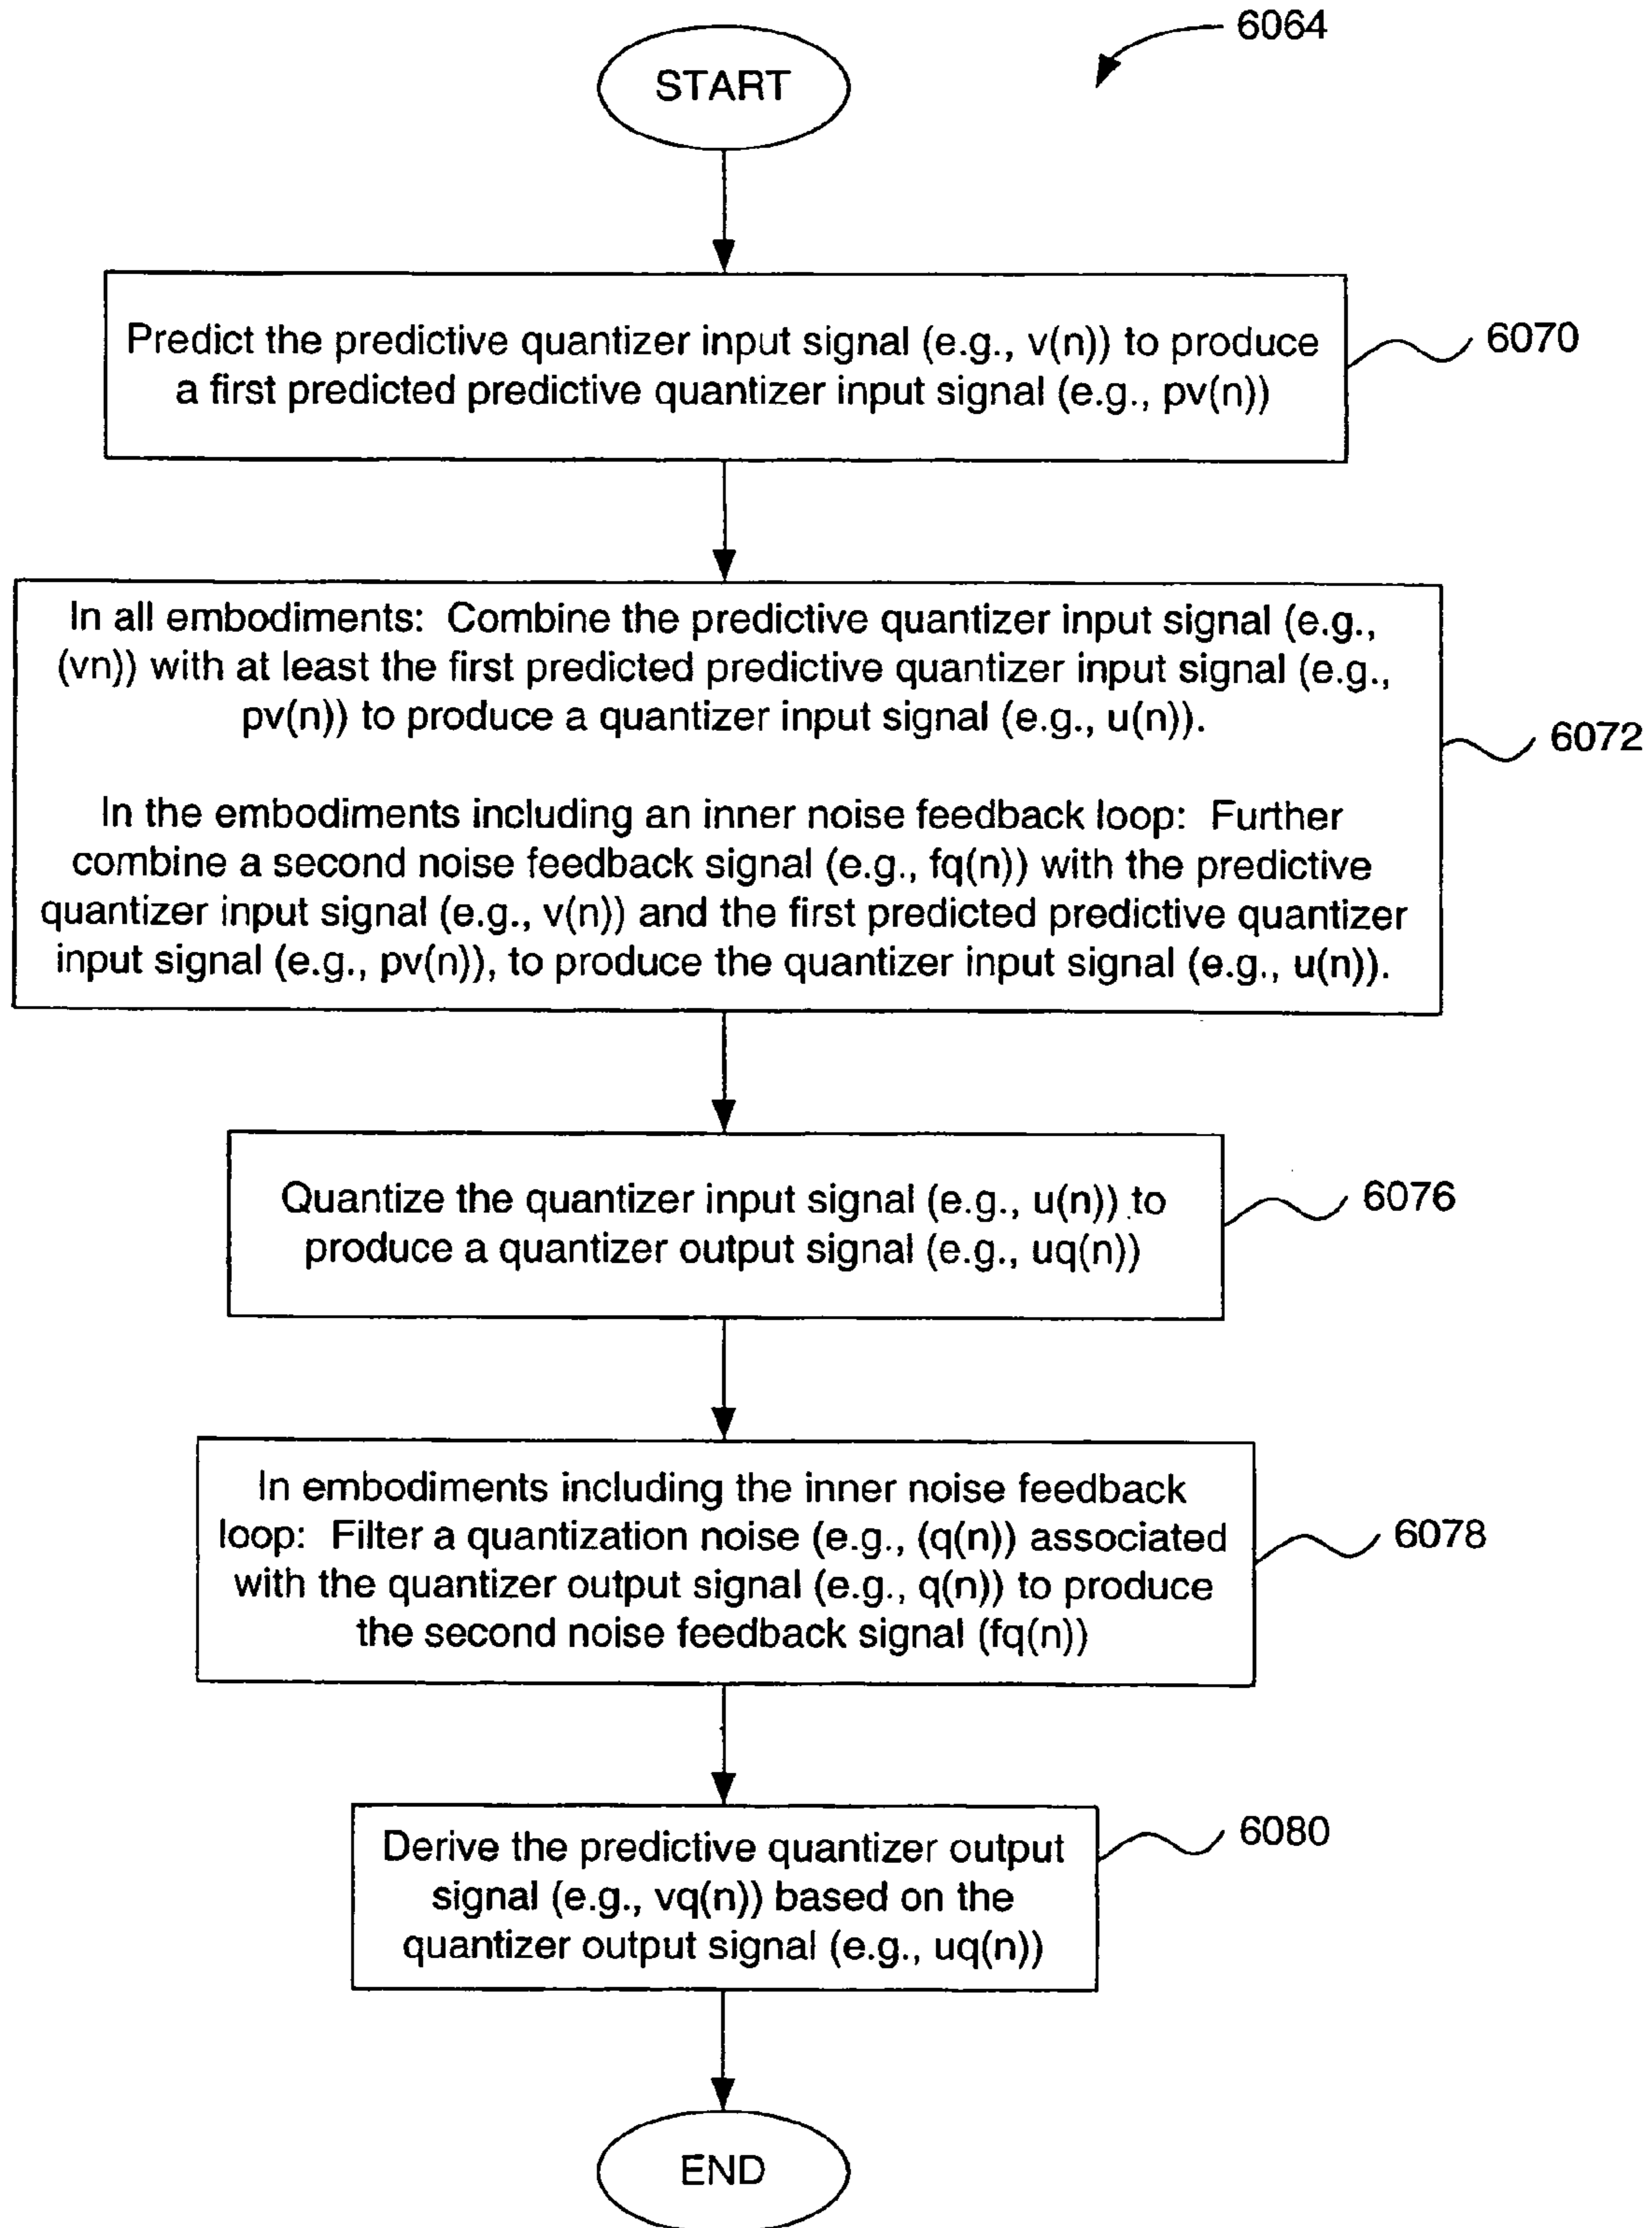 6064
START
Predict the predictive quantizer input signal (e.g., v(n)) to produce
a first predicted predictive quantizer input signal (e.g., pv(n))
6070
In all embodiments: Combine the predictive quantizer input signal (e.g.,
(vn)) with at least the first predicted predictive quantizer input signal (e.g.,
pv(n)) to produce a quantizer input signal (e.g., u(n)).
6072
In the embodiments including an inner noise feedback loop: Further
combine a second noise feedback signal (e.g., fq(n)) with the predictive
quantizer input signal (e.g., v(n)) and the first predicted predictive quantizer
input signal (e.g., pv(n)), to produce the quantizer input signal (e.g., u(n)).
Quantize the quantizer input signal (e.g., u(n)) to
produce a quantizer output signal (e.g., uq(n))
6076
In embodiments including the inner noise feedback
loop: Filter a quantization noise (e.g., (q(n)) associated
with the quantizer output signal (e.g., q(n)) to produce
the second noise feedback signal (fq(n))
6078
Derive the predictive quantizer output
signal (e.g., vq(n)) based on the
quantizer output signal (e.g., uq(n))
6080
END